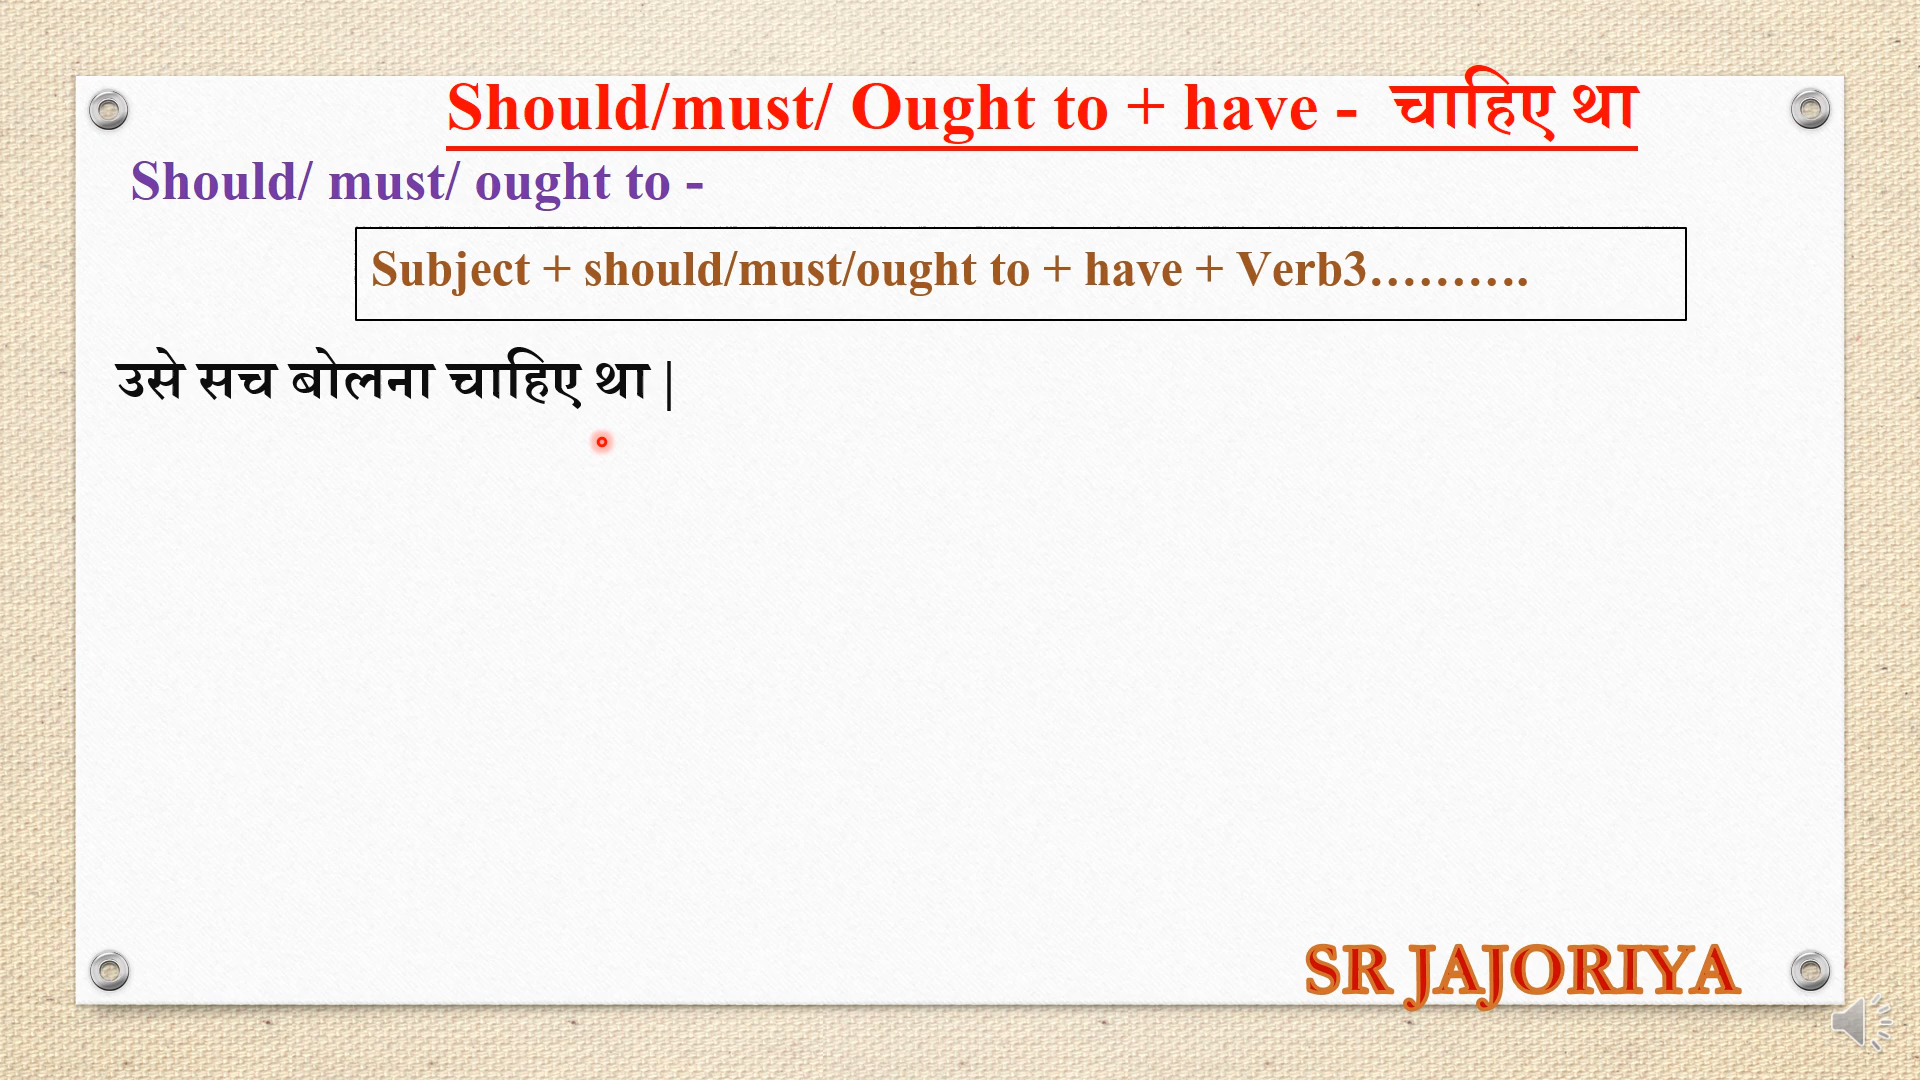 Should/must/ Ought to + have - चाहिए था
Should/ must/ ought to -
Subject + should/must/ought to + have + Verb3……….
उसे सच बोलना चाहिए था |
SR JAJORIYA